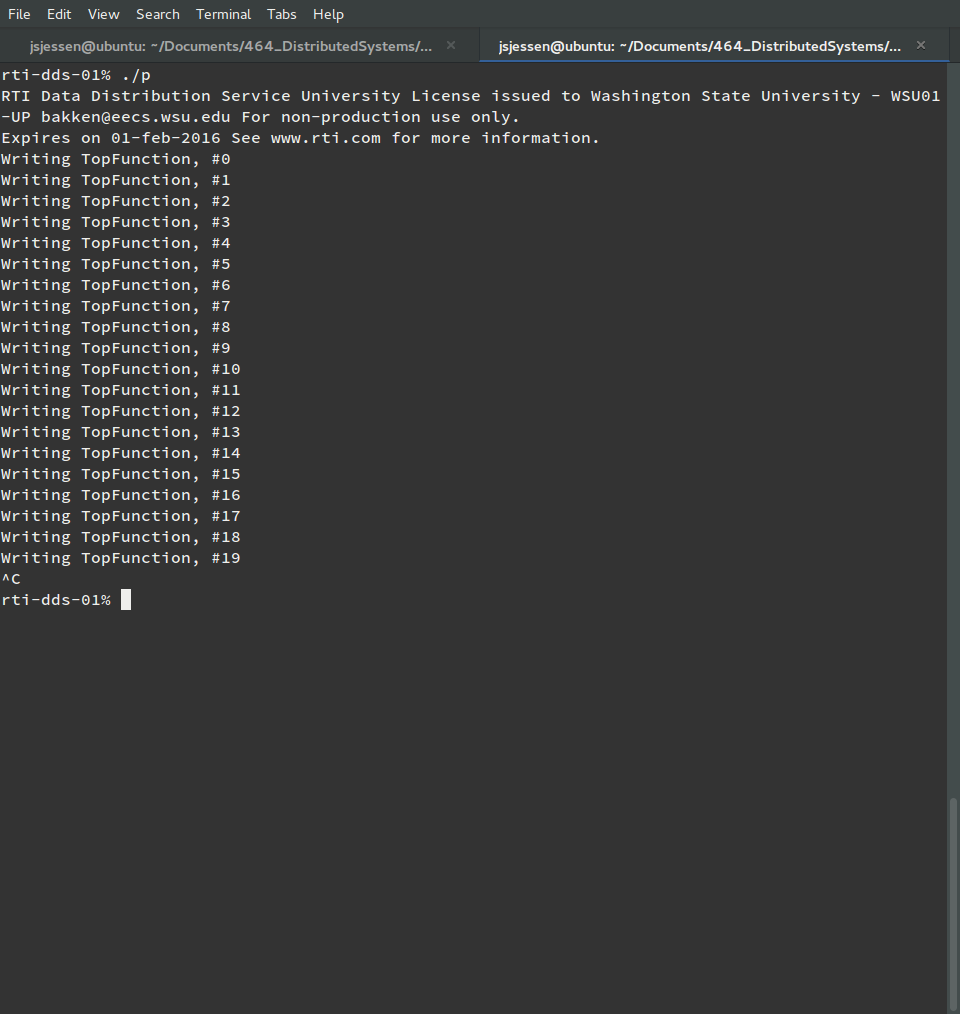 File Edit View Search Terminal Tabs Help
jsjessen@ubuntu: ~/Documents/464_DistributedSystems/... × jsjessen@ubuntu: ~/Documents/464_DistributedSystems/... ×
rti-dds-01% ./p
RTI Data Distribution Service University License issued to Washington State University - WSU01
-UP bakken@eecs.wsu.edu For non-production use only.
Expires on 01-feb-2016 See www.rti.com for more information.
Writing TopFunction, #0
Writing TopFunction, #1
Writing TopFunction, #2
Writing TopFunction, #3
Writing TopFunction, #4
Writing TopFunction, #5
Writing TopFunction, #6
Writing TopFunction, #7
Writing TopFunction, #8
Writing TopFunction, #9
Writing TopFunction, #10
Writing TopFunction, #11
Writing TopFunction, #12
Writing TopFunction, #13
Writing TopFunction, #14
Writing TopFunction, #15
Writing TopFunction, #16
Writing TopFunction, #17
Writing TopFunction, #18
Writing TopFunction, #19
^C
rti-dds-01%